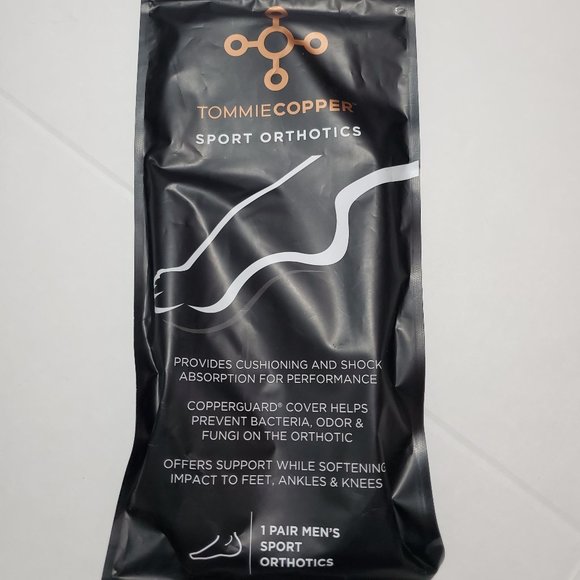 TOMMIECOPPER™
SPORT ORTHOTICS
PROVIDES CUSHIONING AND SHOCK
ABSORPTION FOR PERFORMANCE
COPPERGUARD® COVER HELPS
PREVENT BACTERIA, ODOR &
FUNGI ON THE ORTHOTIC
OFFERS SUPPORT WHILE SOFTENING
IMPACT TO FEET, ANKLES & KNEES
1 PAIR MEN'S
SPORT
ORTHOTICS